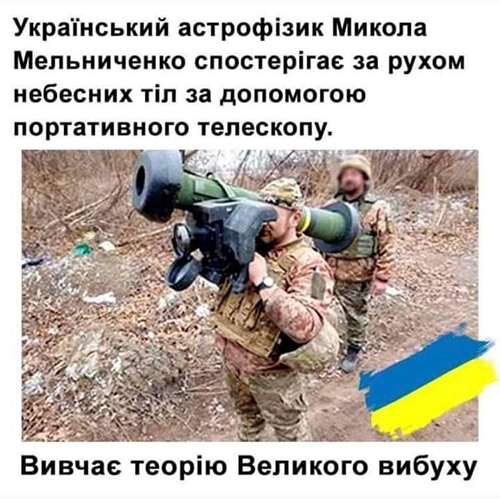 Український астрофізик Микола
Мельниченко спостерігає за рухом
небесних тіл за допомогою
портативного телескопу.
Вивчає теорію Великого вибуху